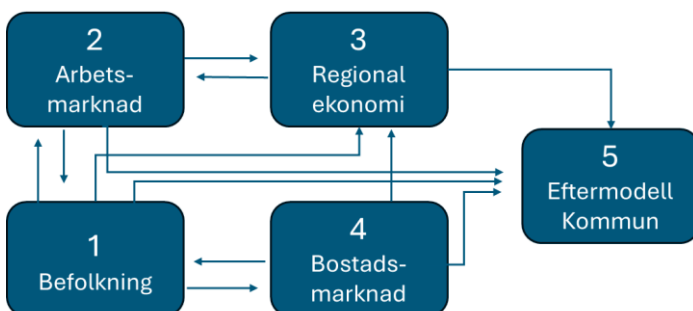 2
Arbets-
marknad
3
Regional
ekonomi
5
Eftermodell
Kommun
1
Befolkning
4
Bostads-
marknad